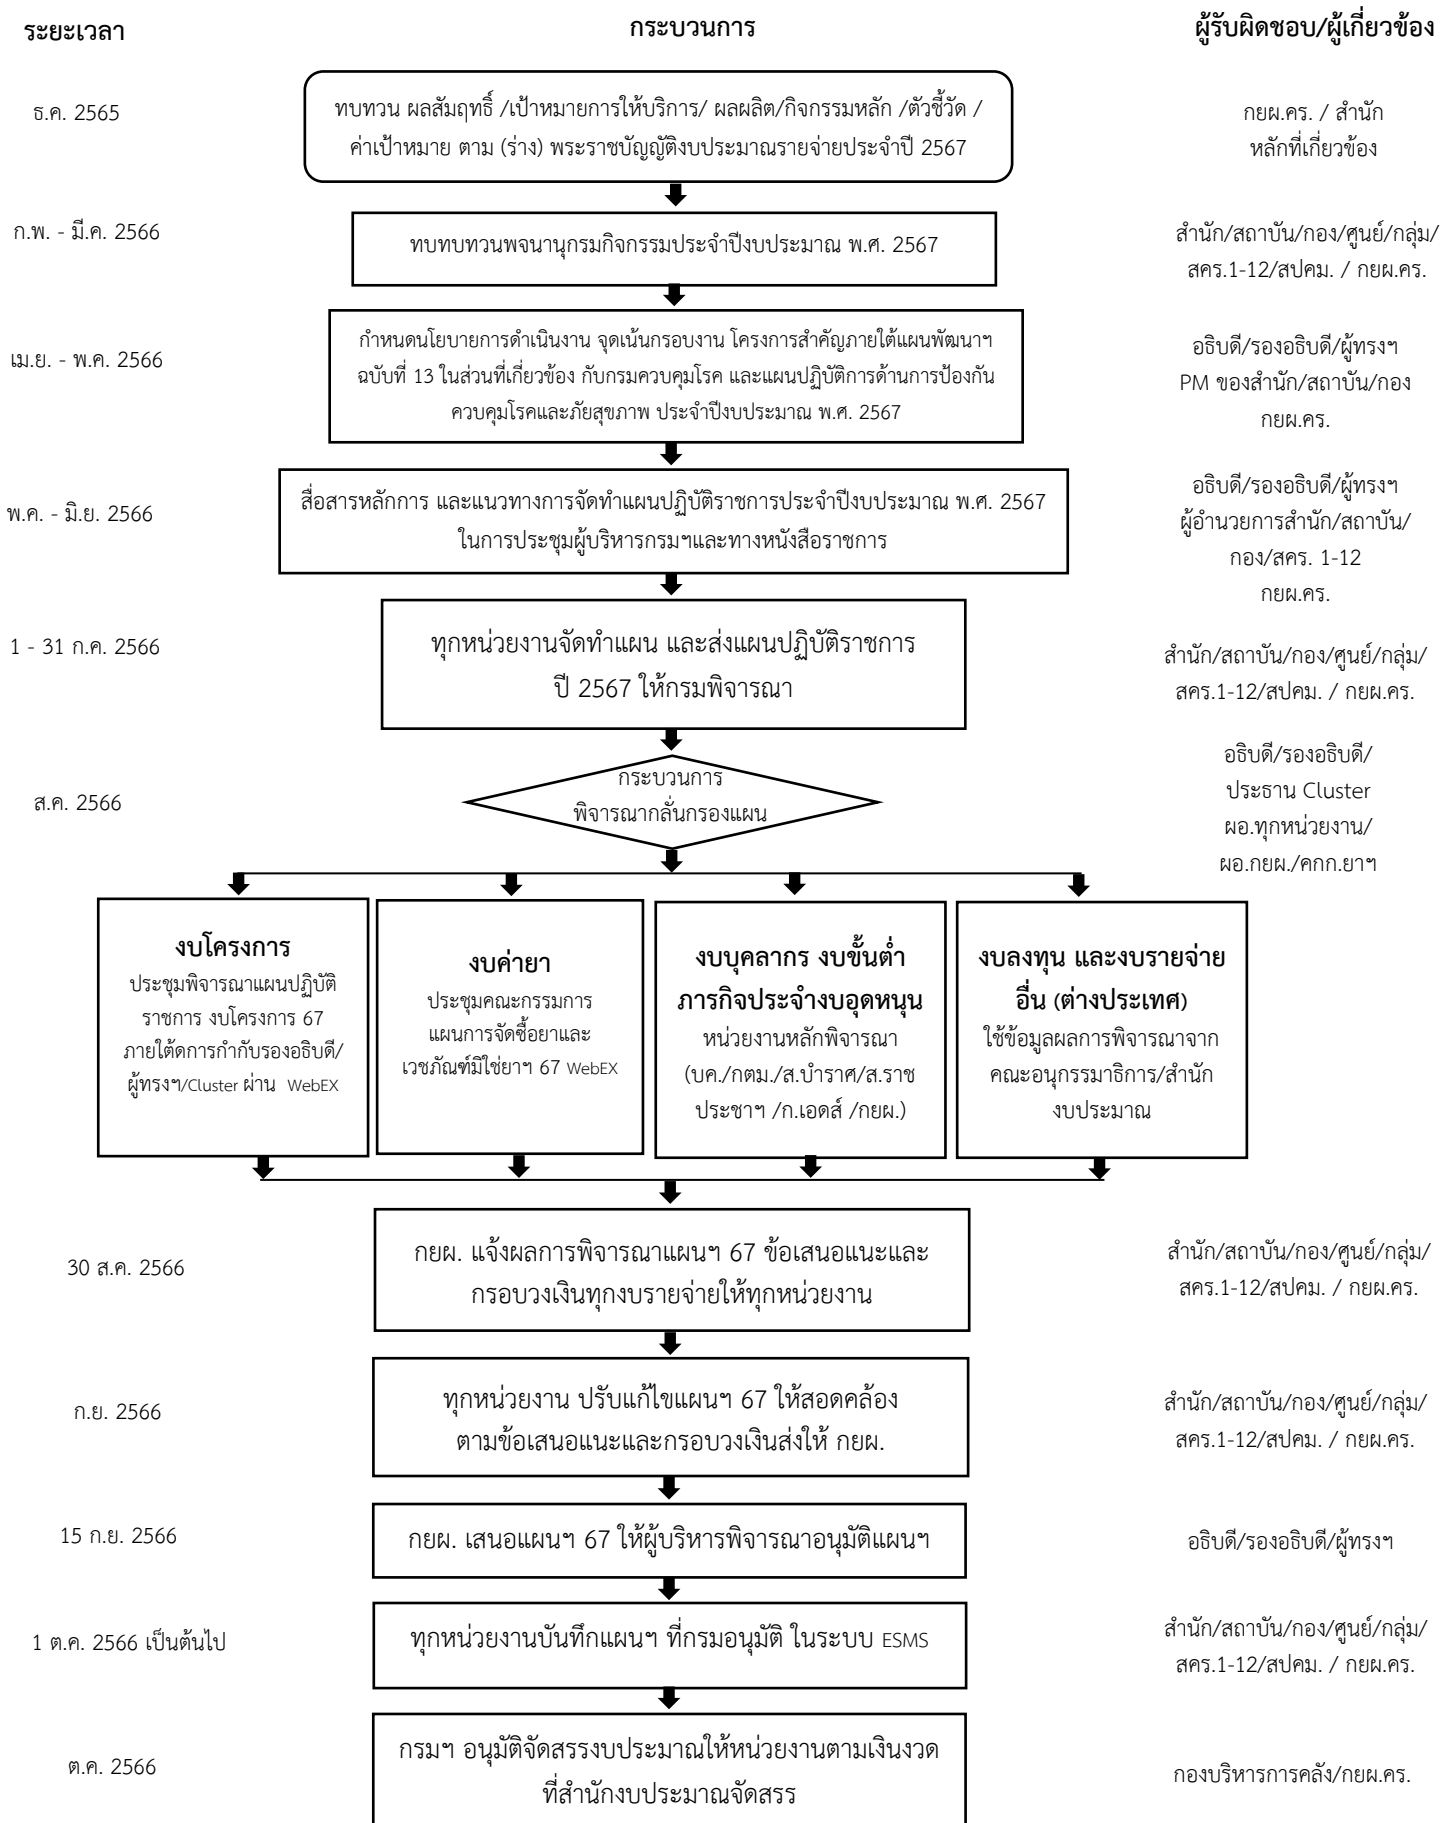 ระยะเวลา
กระบวนการ
ผู้รับผิดชอบ/ผู้เกี่ยวข้อง
ธ.ค. 2565
ทบทวน ผลสัมฤทธิ์ /เป้าหมายการให้บริการ/ ผลผลิต/กิจกรรมหลัก /ตัวชี้วัด /
ค่าเป้าหมาย ตาม (ร่าง) พระราชบัญญัติงบประมาณรายจ่ายประจำปี 2567
กยผ.คร. / สำนัก
หลักที่เกี่ยวข้อง
ก.พ. - มี.ค. 2566
ทบทบทวนพจนานุกรมกิจกรรมประจำปีงบประมาณ พ.ศ. 2567
สำนัก/สถาบัน/กอง/ศูนย์/กลุ่ม/
สคร.1-12/สปคม. / กยผ.คร.
เม.ย. - พ.ค. 2566
กำหนดนโยบายการดำเนินงาน จุดเน้นกรอบงาน โครงการสำคัญภายใต้แผนพัฒนาฯ
ฉบับที่ 13 ในส่วนที่เกี่ยวข้อง กับกรมควบคุมโรค และแผนปฏิบัติการด้านการป้องกัน
ควบคุมโรคและภัยสุขภาพ ประจำปีงบประมาณ พ.ศ. 2567
อธิบดี/รองอธิบดี/ผู้ทรงฯ
PM ของสำนัก/สถาบัน/กอง
กยผ.คร.
พ.ค. - มิ.ย. 2566
สื่อสารหลักการ และแนวทางการจัดทำแผนปฏิบัติราชการประจำปีงบประมาณ พ.ศ. 2567
ในการประชุมผู้บริหารกรมฯและทางหนังสือราชการ
อธิบดี/รองอธิบดี/ผู้ทรงฯ
ผู้อำนวยการสำนัก/สถาบัน/
กอง/สคร. 1-12
กยผ.คร.
1 - 31 ก.ค. 2566
ทุกหน่วยงานจัดทำแผน และส่งแผนปฏิบัติราชการ
ปี 2567 ให้กรมพิจารณา
สำนัก/สถาบัน/กอง/ศูนย์/กลุ่ม/
สคร.1-12/สปคม. / กยผ.คร.
ส.ค. 2566
กระบวนการ
พิจารณากลั่นกรองแผน
อธิบดี/รองอธิบดี/
ประธาน Cluster
ผอ.ทุกหน่วยงาน/
ผอ.กยผ./คกก.ยาฯ
งบโครงการ
ประชุมพิจารณาแผนปฏิบัติ
ราชการ งบโครงการ 67
ภายใต้ดการกำกับรองอธิบดี/
ผู้ทรงฯ/Cluster ผ่าน WebEX
งบค่ายา
ประชุมคณะกรรมการ
แผนการจัดซื้อยาและ
เวชภัณฑ์มิใช่ยาฯ 67 WebEX
งบบุคลากร งบขั้นต่ำ
ภารกิจประจำงบอุดหนุน
หน่วยงานหลักพิจารณา
(บค./กตม./ส.บำราศ/ส.ราช
ประชาฯ /ก.เอดส์ /กยผ.)
งบลงทุน และงบรายจ่าย
อื่น (ต่างประเทศ)
ใช้ข้อมูลผลการพิจารณาจาก
คณะอนุกรรมาธิการ/สำนัก
งบประมาณ
30 ส.ค. 2566
กยผ. แจ้งผลการพิจารณาแผนฯ 67 ข้อเสนอแนะและ
กรอบวงเงินทุกงบรายจ่ายให้ทุกหน่วยงาน
สำนัก/สถาบัน/กอง/ศูนย์/กลุ่ม/
สคร.1-12/สปคม. / กยผ.คร.
ก.ย. 2566
ทุกหน่วยงาน ปรับแก้ไขแผนฯ 67 ให้สอดคล้อง
ตามข้อเสนอแนะและกรอบวงเงินส่งให้ กยผ.
สำนัก/สถาบัน/กอง/ศูนย์/กลุ่ม/
สคร.1-12/สปคม. / กยผ.คร.
15 ก.ย. 2566
กยผ. เสนอแผนฯ 67 ให้ผู้บริหารพิจารณาอนุมัติแผนฯ
อธิบดี/รองอธิบดี/ผู้ทรงฯ
1 ต.ค. 2566 เป็นต้นไป
ทุกหน่วยงานบันทึกแผนฯ ที่กรมอนุมัติ ในระบบ ESMS
สำนัก/สถาบัน/กอง/ศูนย์/กลุ่ม/
สคร.1-12/สปคม. / กยผ.คร.
ต.ค. 2566
กรมฯ อนุมัติจัดสรรงบประมาณให้หน่วยงานตามเงินงวด
ที่สำนักงบประมาณจัดสรร
กองบริหารการคลัง/กยผ.คร.